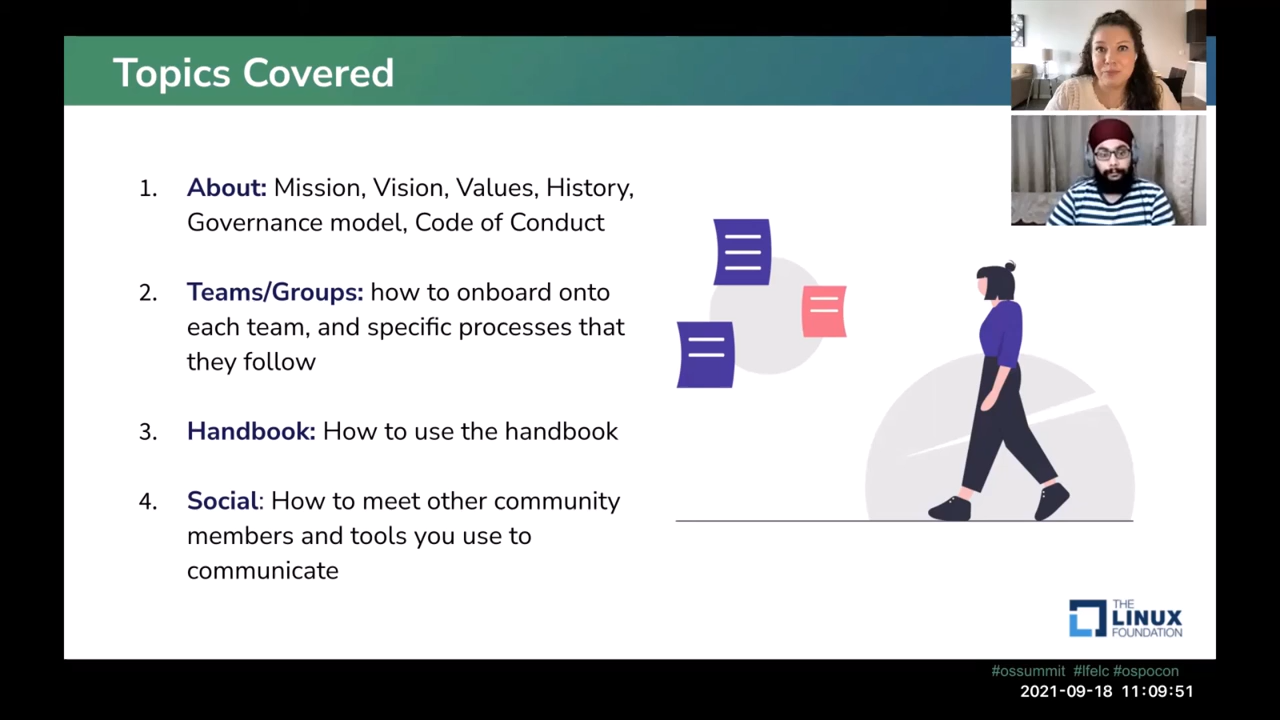 Topics Covered
1. About: Mission, Vision, Values, History,
Governance model, Code of Conduct
2. Teams/Groups: how to onboard onto
each team, and specific processes that
they follow
3. Handbook: How to use the handbook
4. Social: How to meet other community
members and tools you use to
communicate
THE
LINUX
FOUNDATION
#ossummit #lfelc #ospocon
2021-09-18 11:09:51